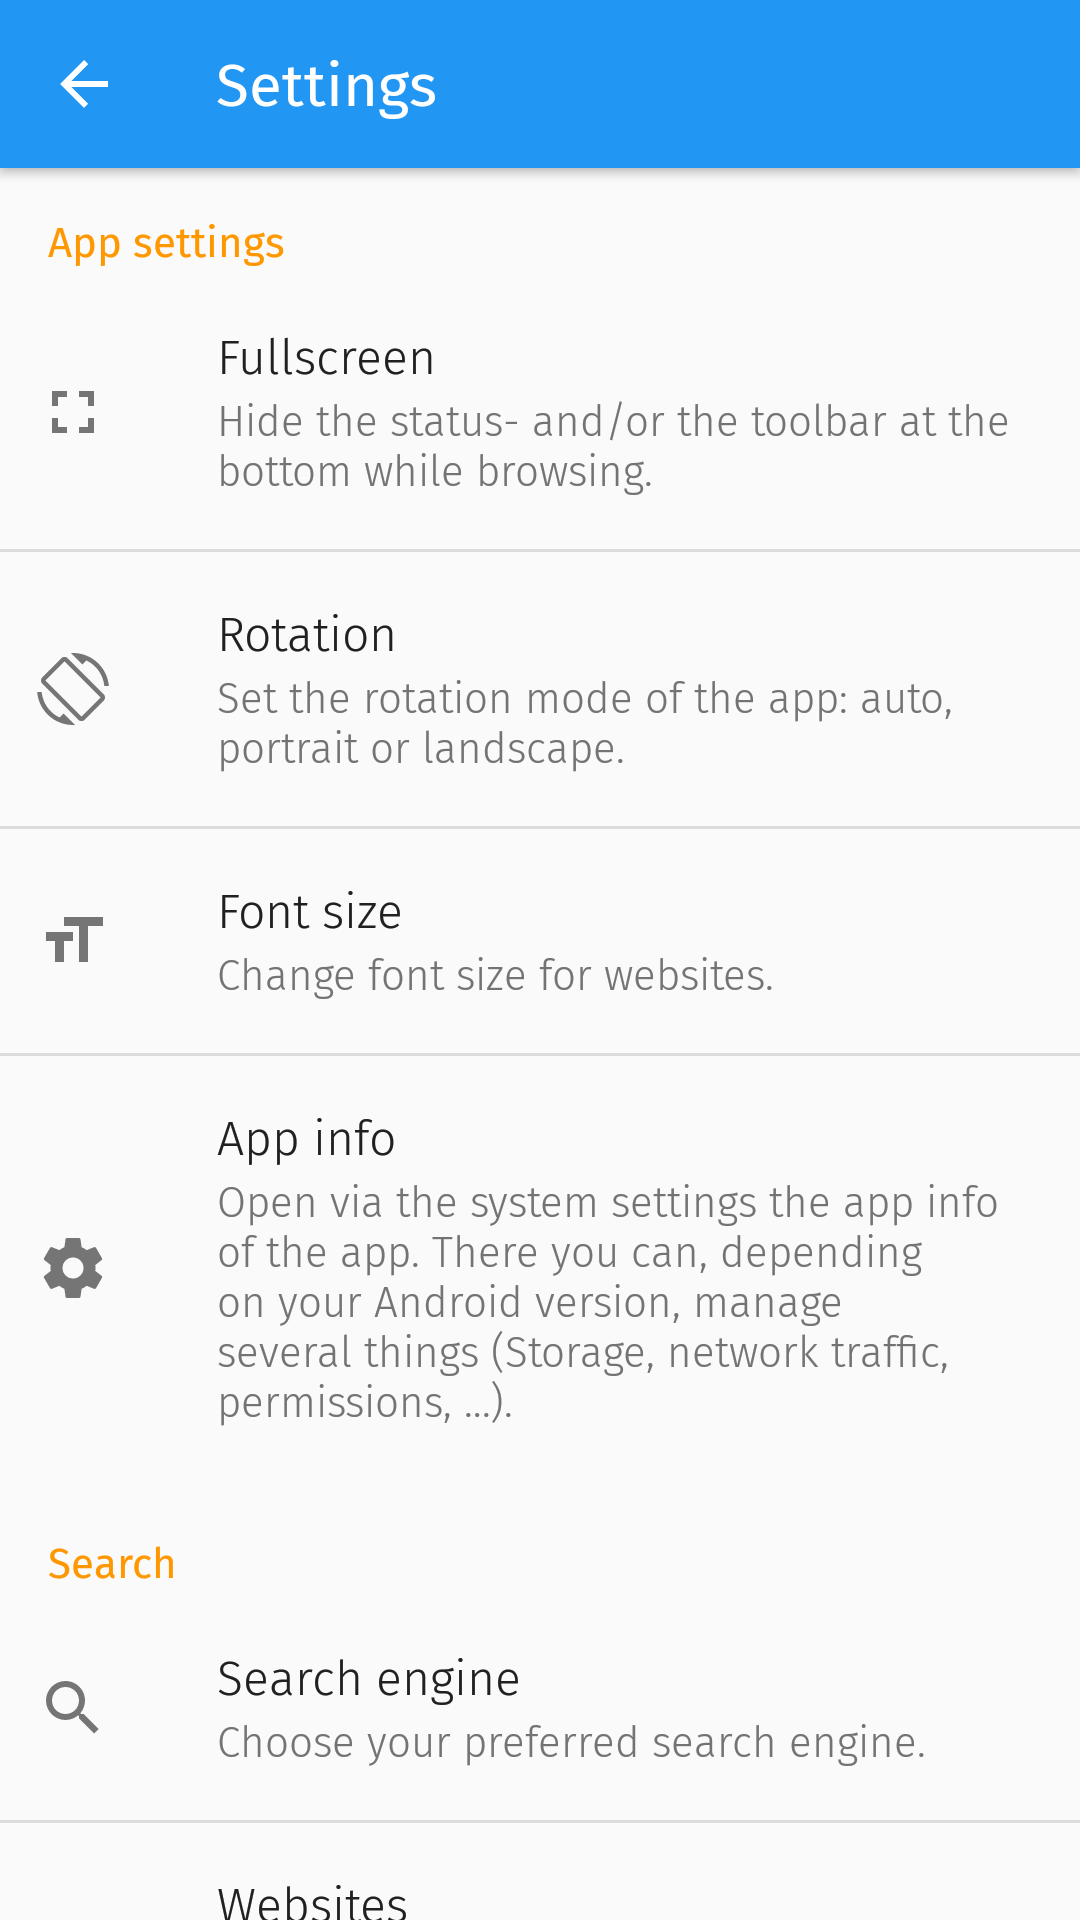 Settings
App settings
Fullscreen
Hide the status- and/or the toolbar at the
bottom while browsing.
Rotation
Set the rotation mode of the app: auto,
portrait or landscape.
Font size
Change font size for websites.
App info
Open via the system settings the app info
of the app. There you can, depending
on your Android version, manage
several things (Storage, network traffic,
permissions, ...).
Search
Search engine
Choose your preferred search engine.
Websites